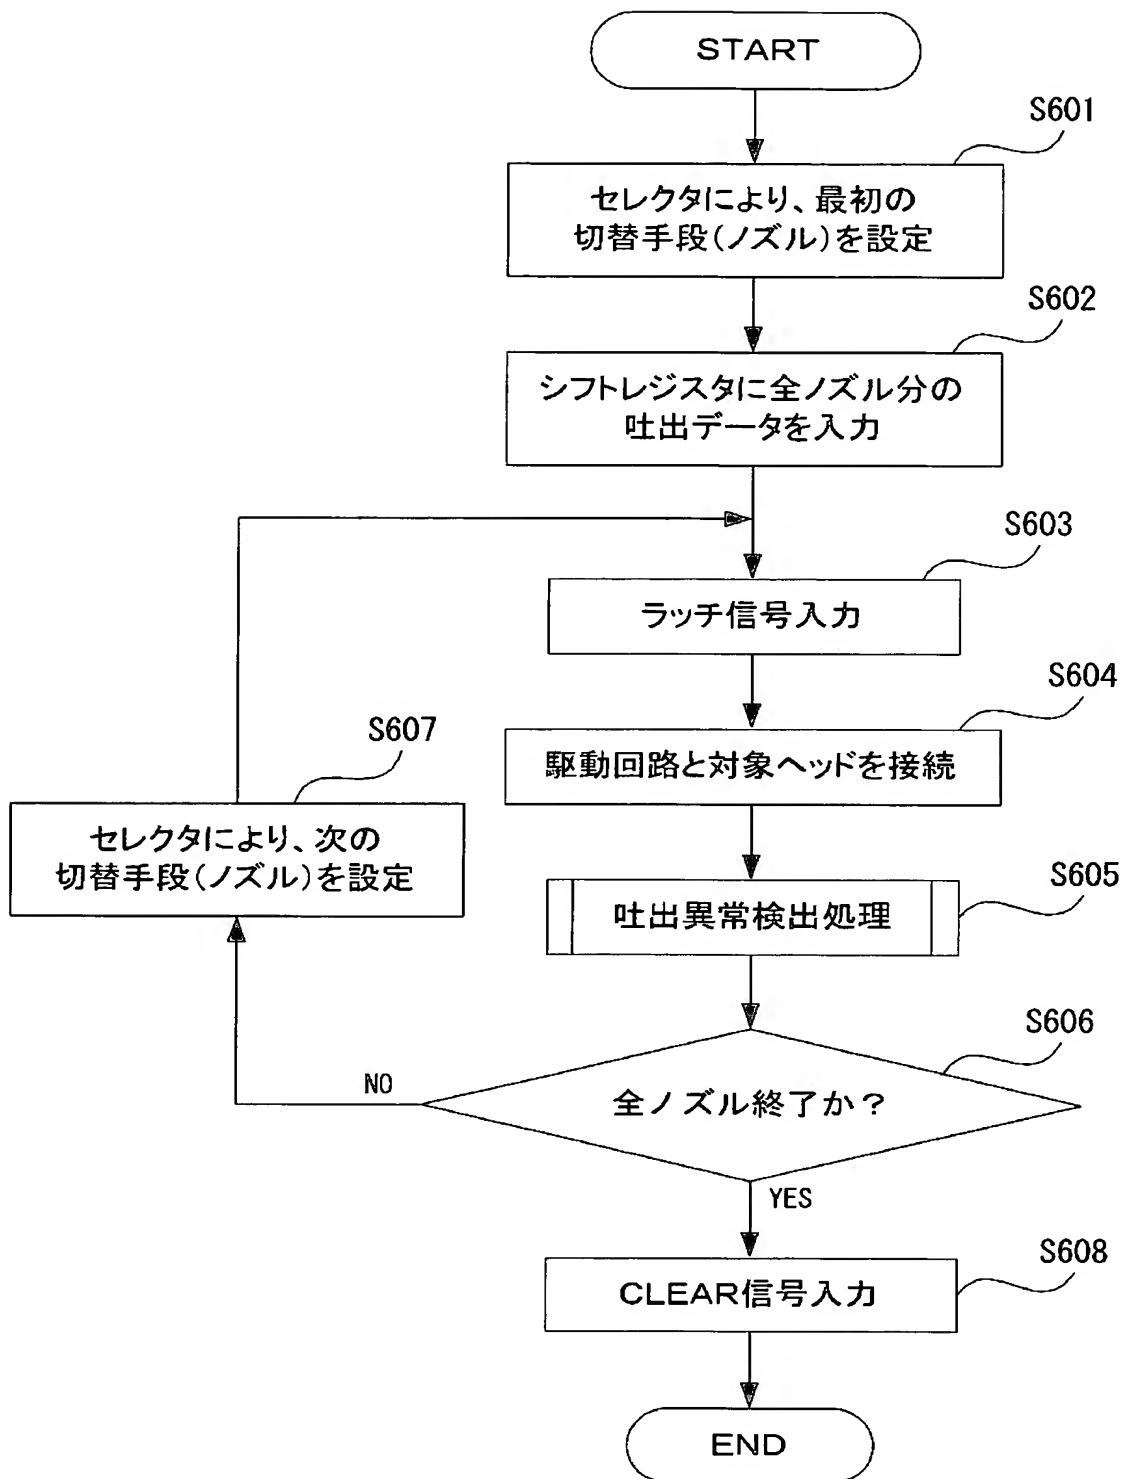 START
S601
セレクタにより、最初の
切替手段(ノズル)を設定
S602
シフトレジスタに全ノズル分の
吐出データを入力
S603
ラッチ信号入力
S604
駆動回路と対象ヘッドを接続
S607
セレクタにより、次の
切替手段(ノズル)を設定
S605
吐出異常検出処理
S606
全ノズル終了か?
NO
YES
S608
CLEAR信号入力
END